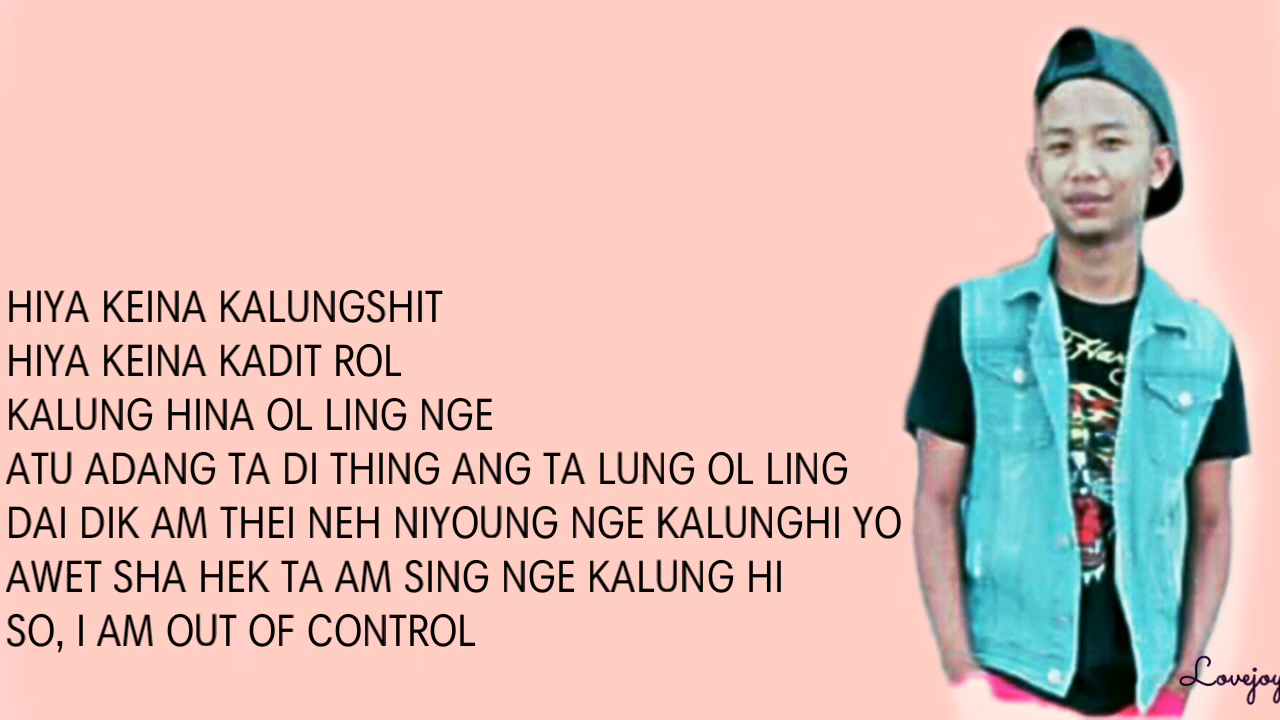 HIYA KEINA KALUNGSHIT
HIYA KEINA KADIT ROL
KALUNG HINA OL LING NGE
ATU ADANG TA DI THING ANG TA LUNG OL LING
DAI DIK AM THEI NEH NIYOUNG NGE KALUNGHI YO
AWET SHA HEK TA AM SING NGE KALUNG HI
SO, I AM OUT OF CONTROL
Lovejoy